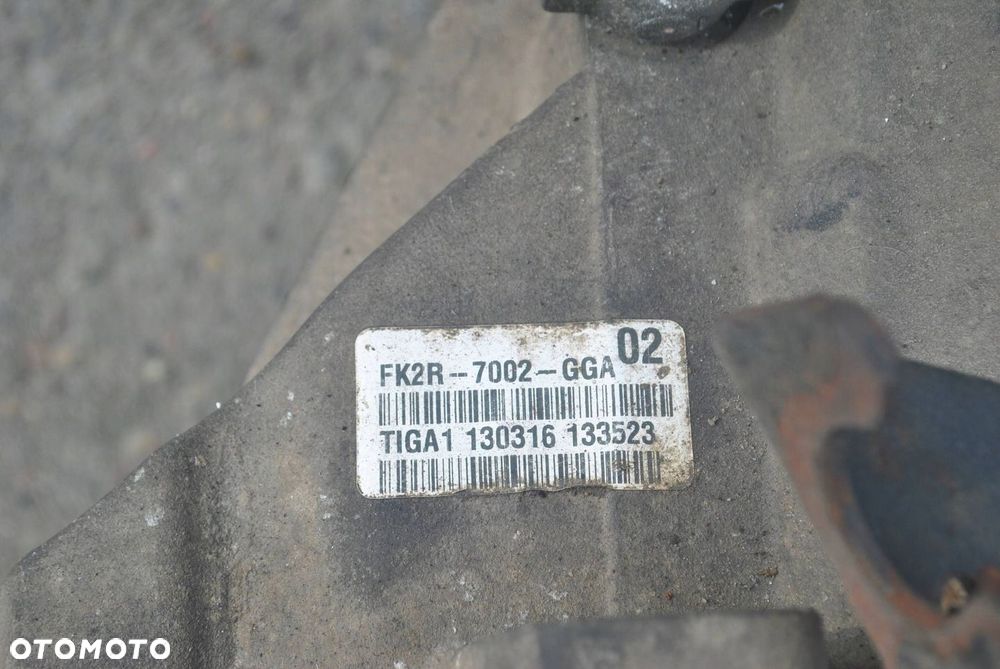 02
FK2R-7002-GGA
TIGA1 130316 133523
OTOMOTO